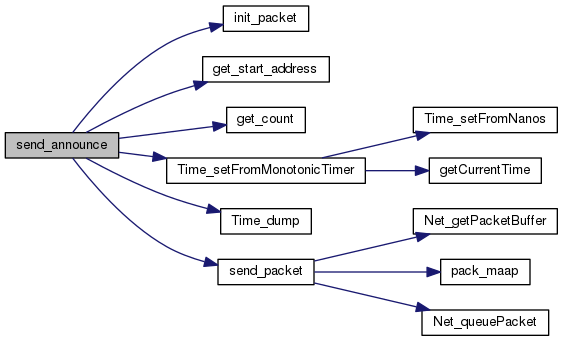 init_packet
get_start_address
get_count
Time_setFromNanos
send_announce
Time_setFromMonotonicTimer
getCurrentTime
Time_dump
Net_getPacketBuffer
send_packet
pack_maap
Net_queuePacket